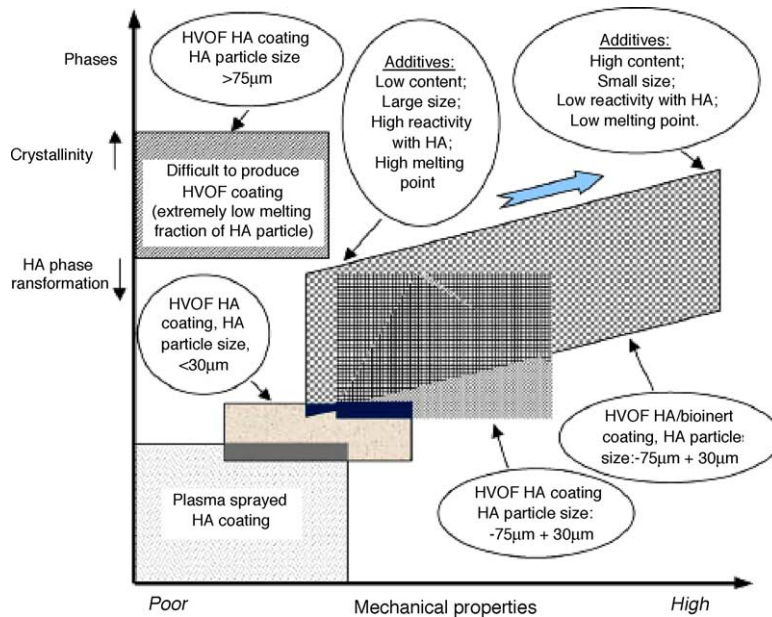 Phases
HVOF HA coating
HA particle size
>75μm
Additives:
Low content;
Large size;
High reactivity
with HA;
High melting
point
Additives:
High content;
Small size;
Low reactivity with HA;
Low melting point.
Crystallinity
Difficult to produce
HVOF coating
(extremely low melting
fraction of HA particle)
HA phase
ransformation
HVOF HA
coating, HA
particle size,
<30μm
HVOF HA/bioinert
coating, HA particle
size:-75μm + 30μm
HVOF HA coating
HA particle size:
-75μm + 30μm
Plasma sprayed
HA coating
Poor
Mechanical properties
High